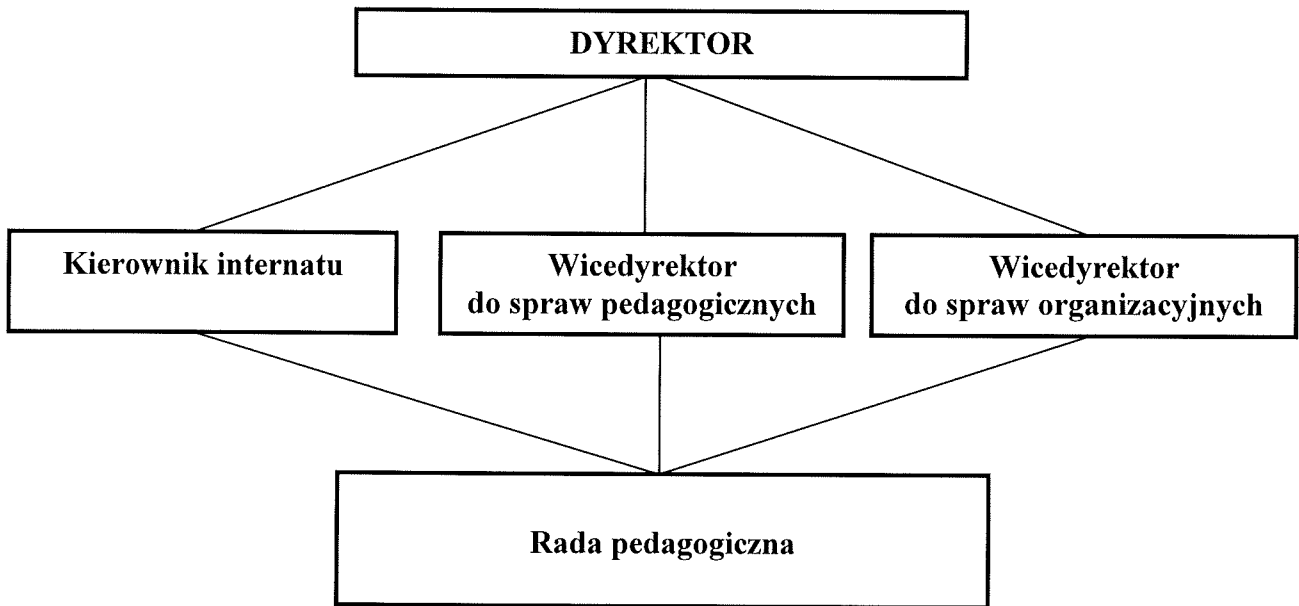 DYREKTOR
Kierownik internatu
Wicedyrektor
do spraw pedagogicznych
Wicedyrektor
do spraw organizacyjnych
Rada pedagogiczna